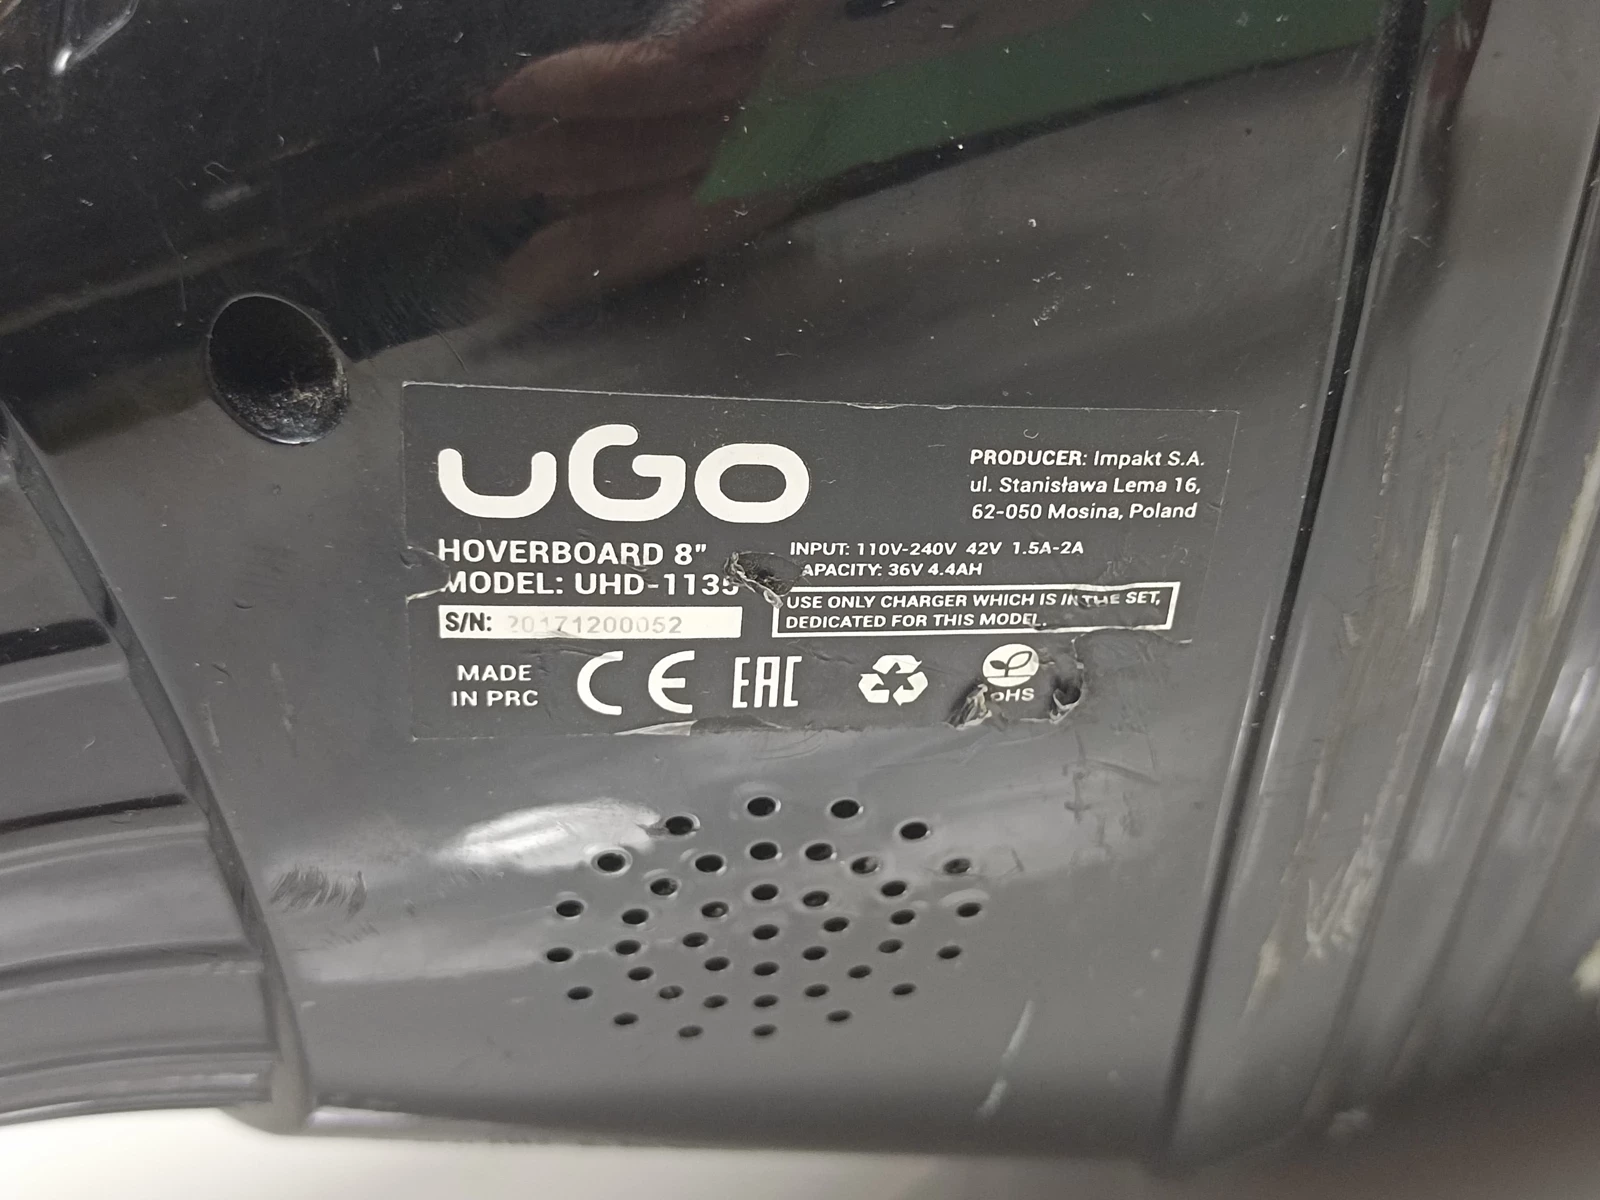 uGo
PRODUCER: Impakt S.A.
ul. Stanisława Lema 16,
62-050 Mosina, Poland
HOVERBOARD 8"
MODEL: UHD-1135
INPUT: 110V-240V 42V 1.5A-2A
APACITY: 36V 4.4AH
USE ONLY CHARGER WHICH IS IN THE SET,
DEDICATED FOR THIS MODEL.
S/N: 20171200052
MADE
IN PRC
CE EAC
oHS